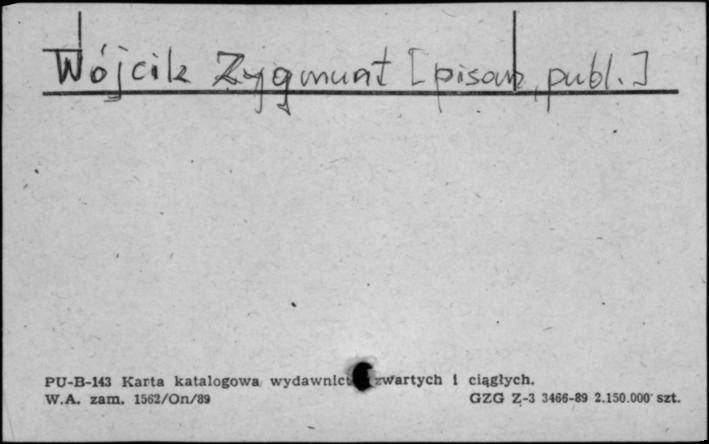 Wójcik Zygmunt [pisarz, publ.]
PU-B-143 Karta katalogowa wydawnict zwartych i ciągłych.
W.A. zam. 1562/On/89 GZG Z-3 3466-89 2.150.000 szt.